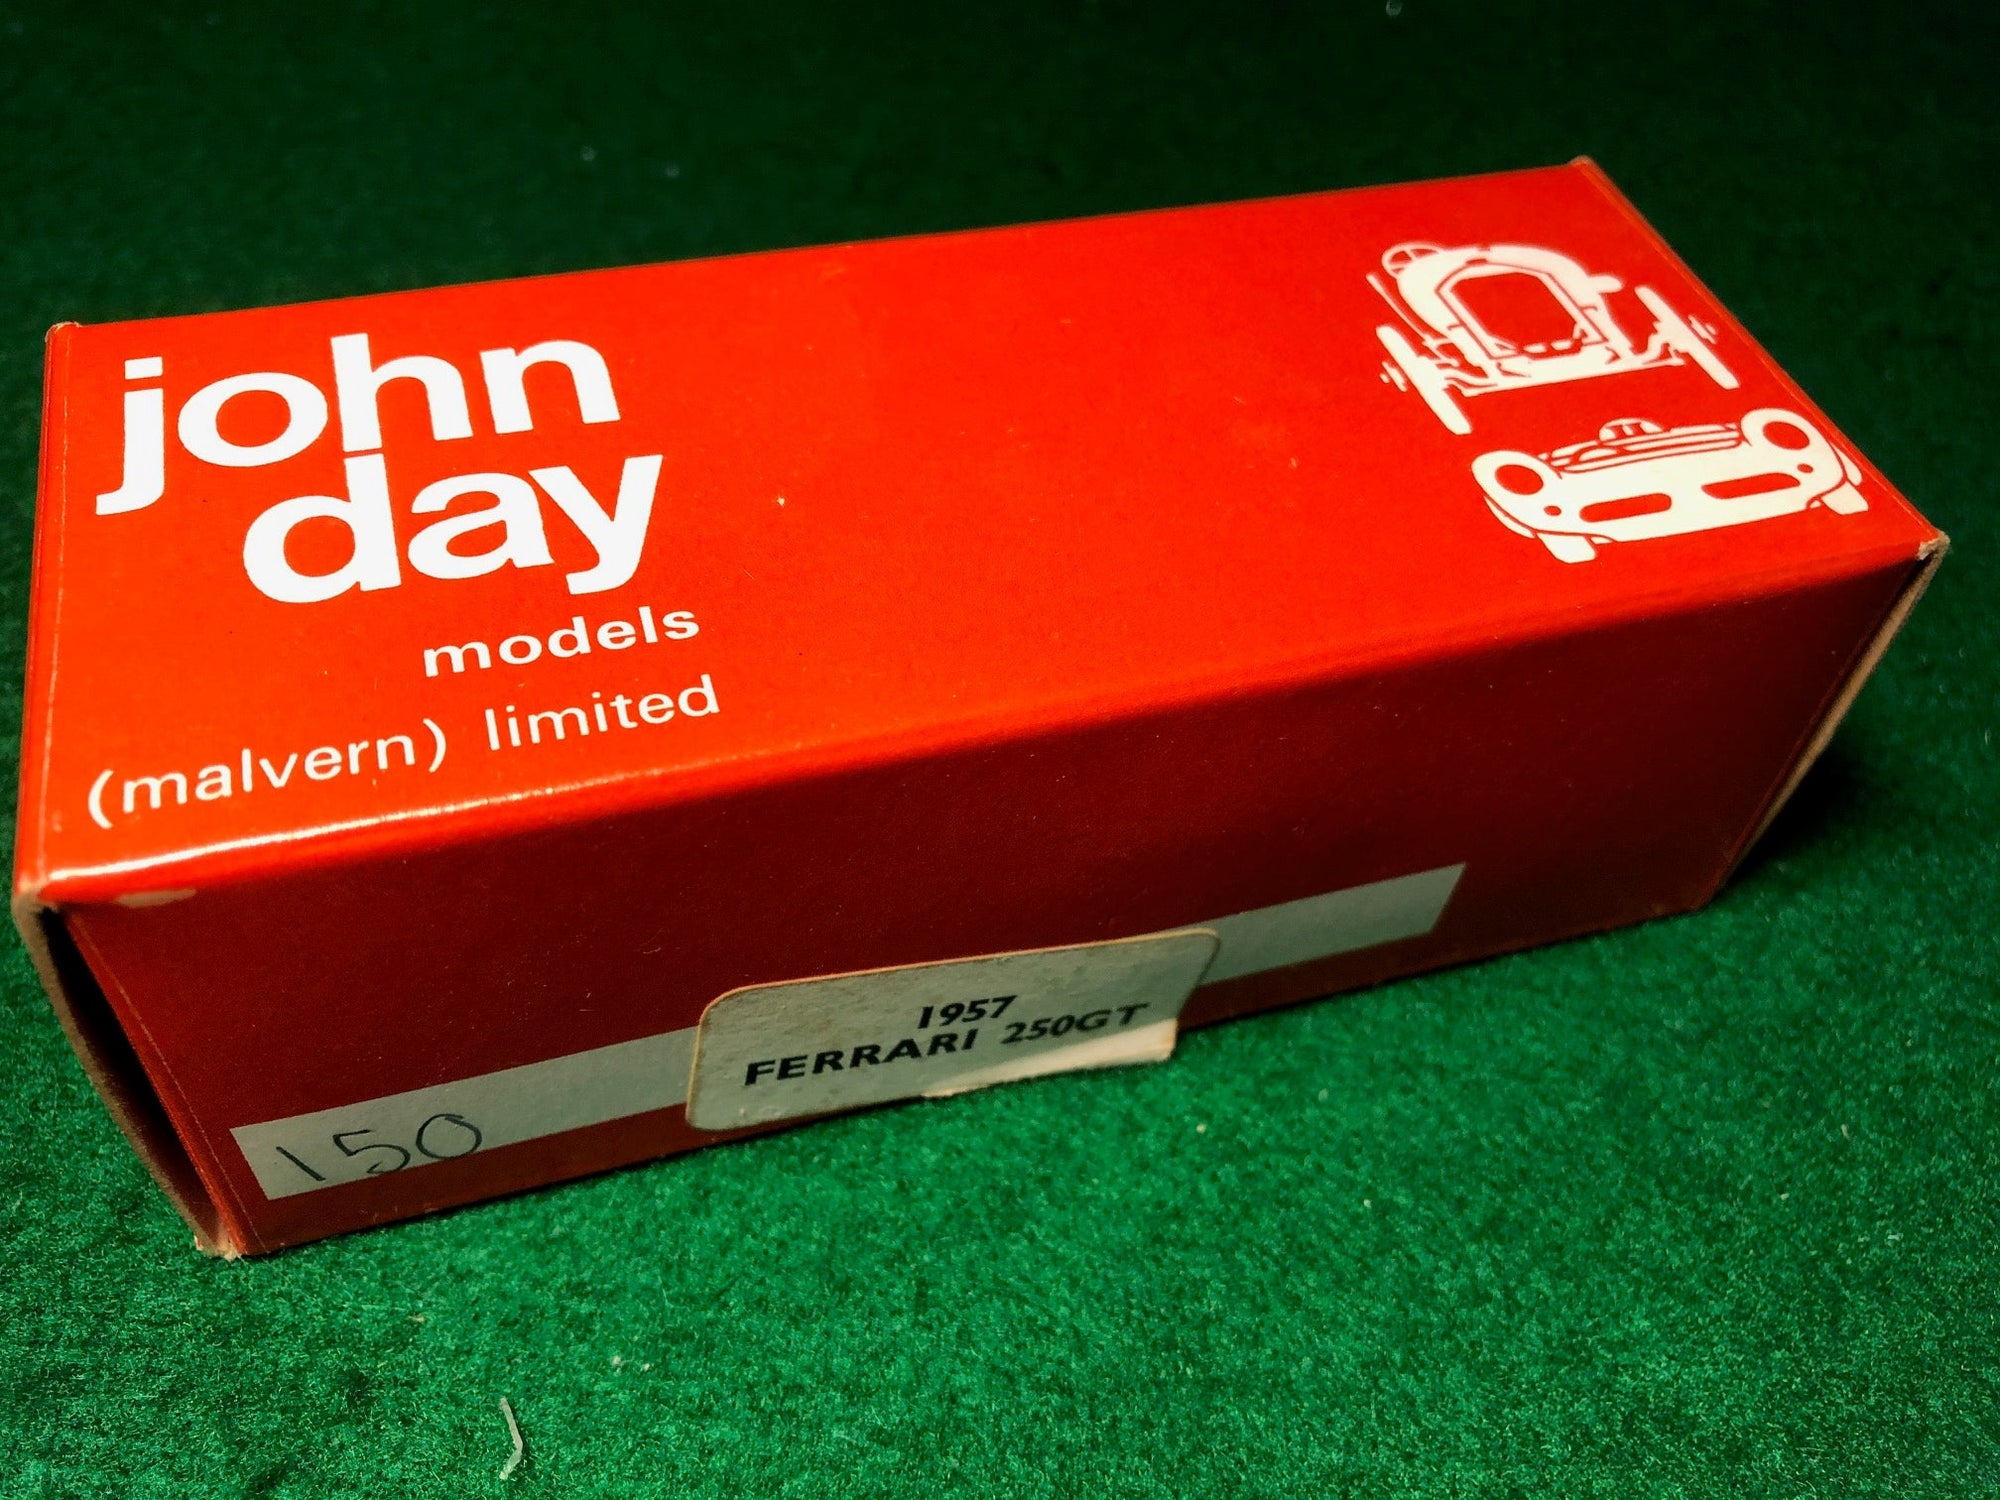 john
day
models
(malvern) limited
1957
FERRARI 250GT
150